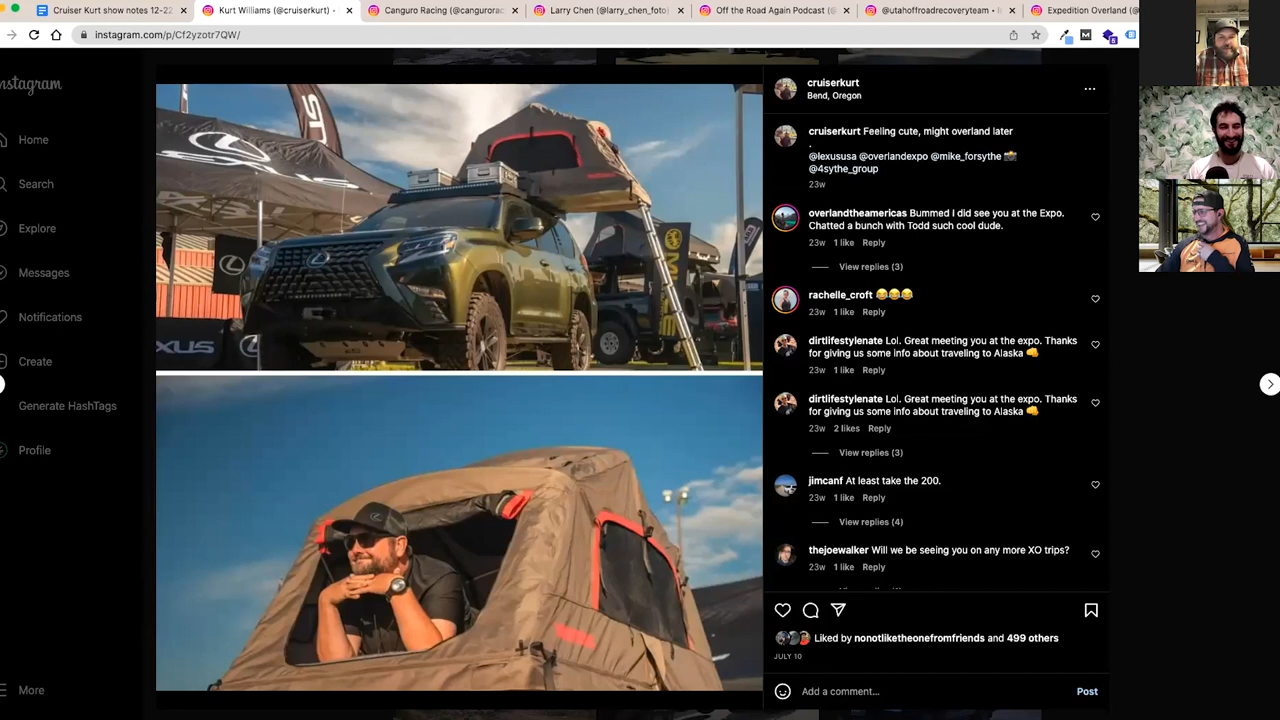 Cruiser Kurt show notes 12-22
Kurt Williams (@cruiserkurt)
Canguro Racing (@cangurorac
Larry Chen (@larry_chen_foto)
Off the Road Again Podcast (@
@utahoffroadrecoveryteam
Expedition Overland (@
instagram.com/p/Cf2yzotr7QW/
nstagram
Home
Search
Explore
Messages
Notifications
Create
Generate HashTags
Profile
More
XUS
cruiserkurt
Bend, Oregon
cruiserkurt Feeling cute, might overland later
.
@lexususa @overlandexpo @mike_forsythe 📸
@4sythe_group
23w
overlandtheamericas Bummed I did see you at the Expo.
Chatted a bunch with Todd such cool dude.
23w 1 like Reply
View replies (3)
rachelle_croft 😂😂😂
23w 1 like Reply
dirtlifestylenate Lol. Great meeting you at the expo. Thanks
for giving us some info about traveling to Alaska 👊
23w 1 like Reply
dirtlifestylenate Lol. Great meeting you at the expo. Thanks
for giving us some info about traveling to Alaska 👊
23w 2 likes Reply
View replies (3)
jimcanf At least take the 200.
23w 1 like Reply
View replies (4)
thejoewalker Will we be seeing you on any more XO trips?
23w 1 like Reply
Liked by nonotliketheonefromfriends and 499 others
JULY 10
Add a comment...
Post